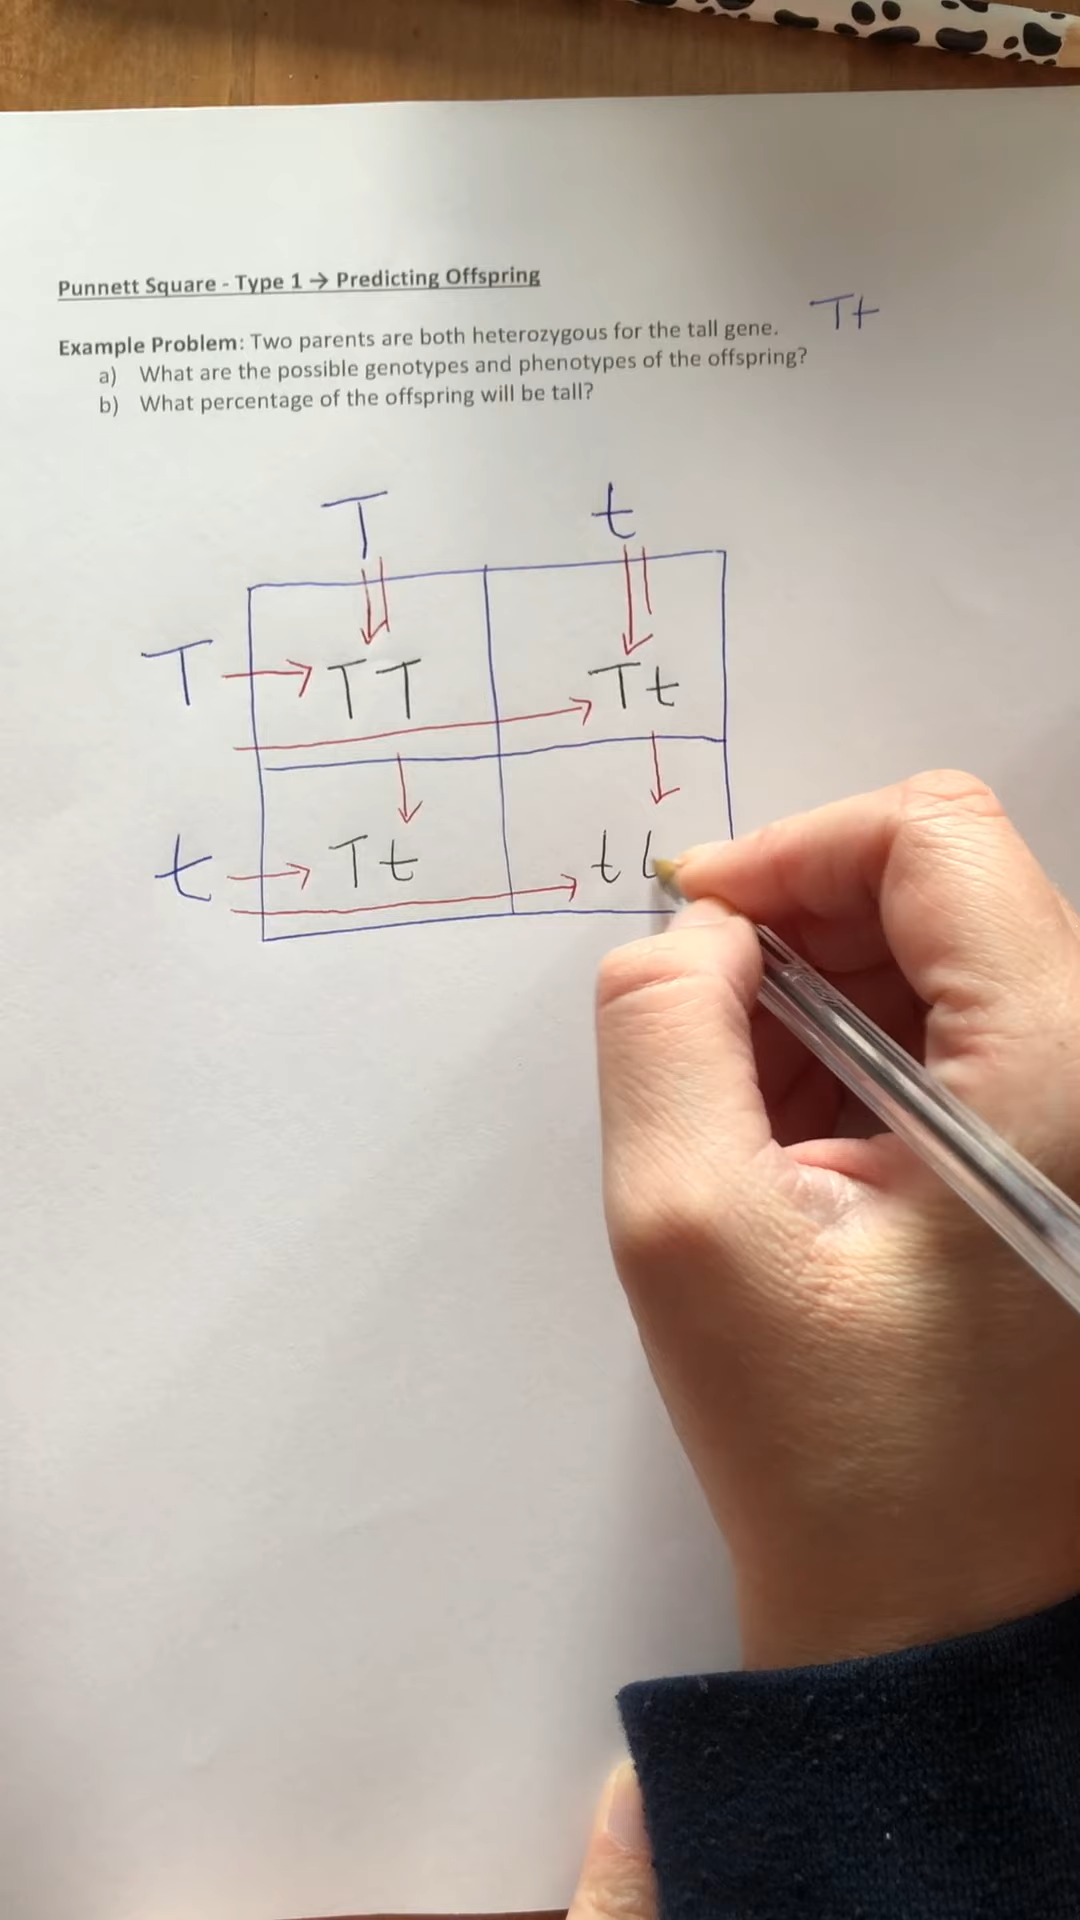 Punnett Square - Type 1 → Predicting Offspring
Tt
Example Problem: Two parents are both heterozygous for the tall gene.
a) What are the possible genotypes and phenotypes of the offspring?
b) What percentage of the offspring will be tall?
T t
T TT Tt
t Tt t